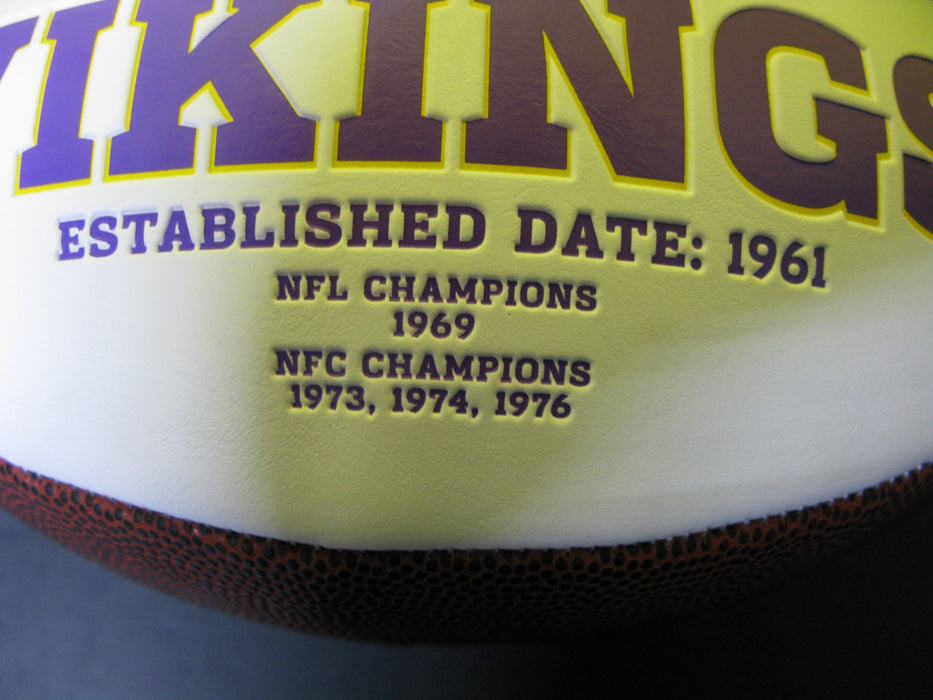 VIKINGS
ESTABLISHED DATE: 1961
NFL CHAMPIONS
1969
NFC CHAMPIONS
1973, 1974, 1976